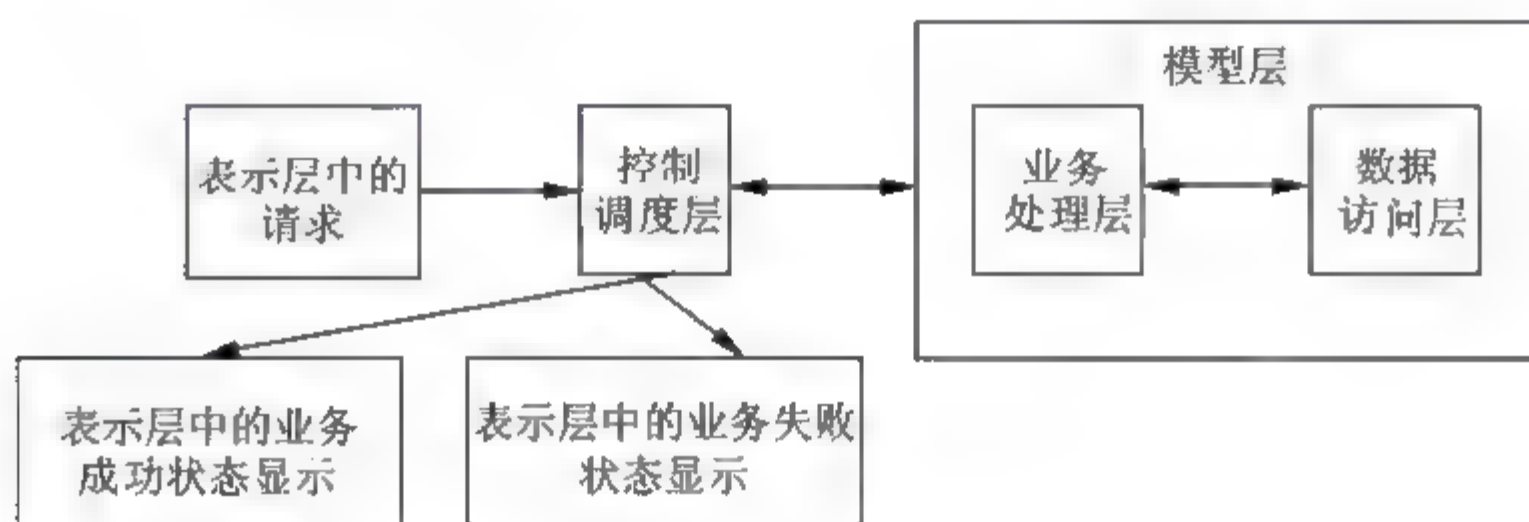 模型层
表示层中的
请求
控制
调度层
业务
处理层
数据
访问层
表示层中的业务
成功状态显示
表示层中的业务失败
状态显示